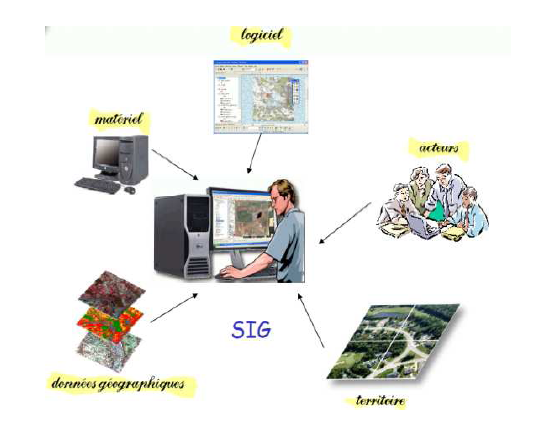 logiciel
matériel
acteurs
SIG
données géographiques
territoire